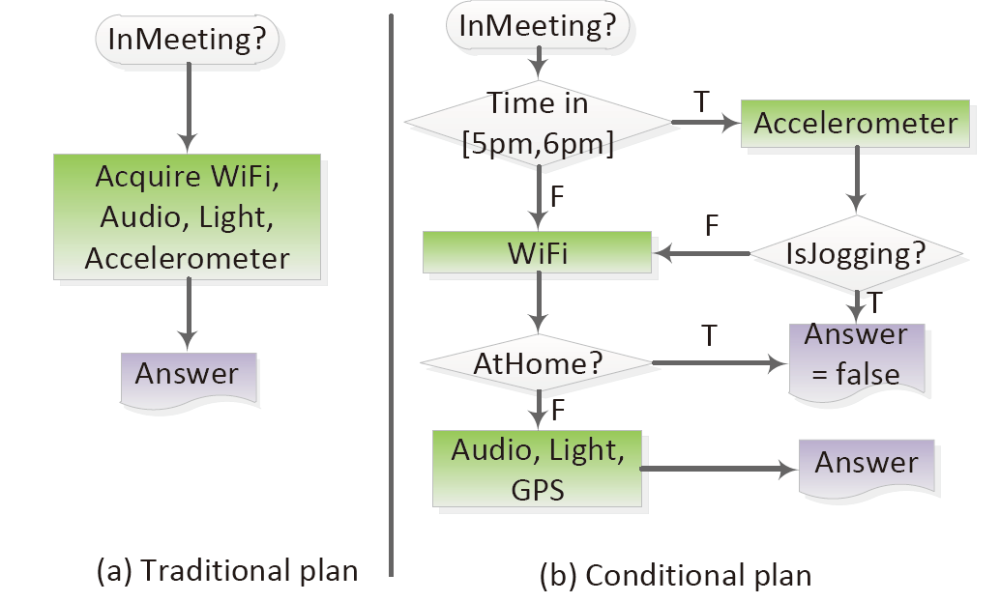 InMeeting?
Acquire WiFi,
Audio, Light,
Accelerometer
Answer
(a) Traditional plan
InMeeting?
Time in
[5pm,6pm]
T
Accelerometer
F
WiFi
F
IsJogging?
T
AtHome?
T
Answer
= false
F
Audio, Light,
GPS
Answer
(b) Conditional plan